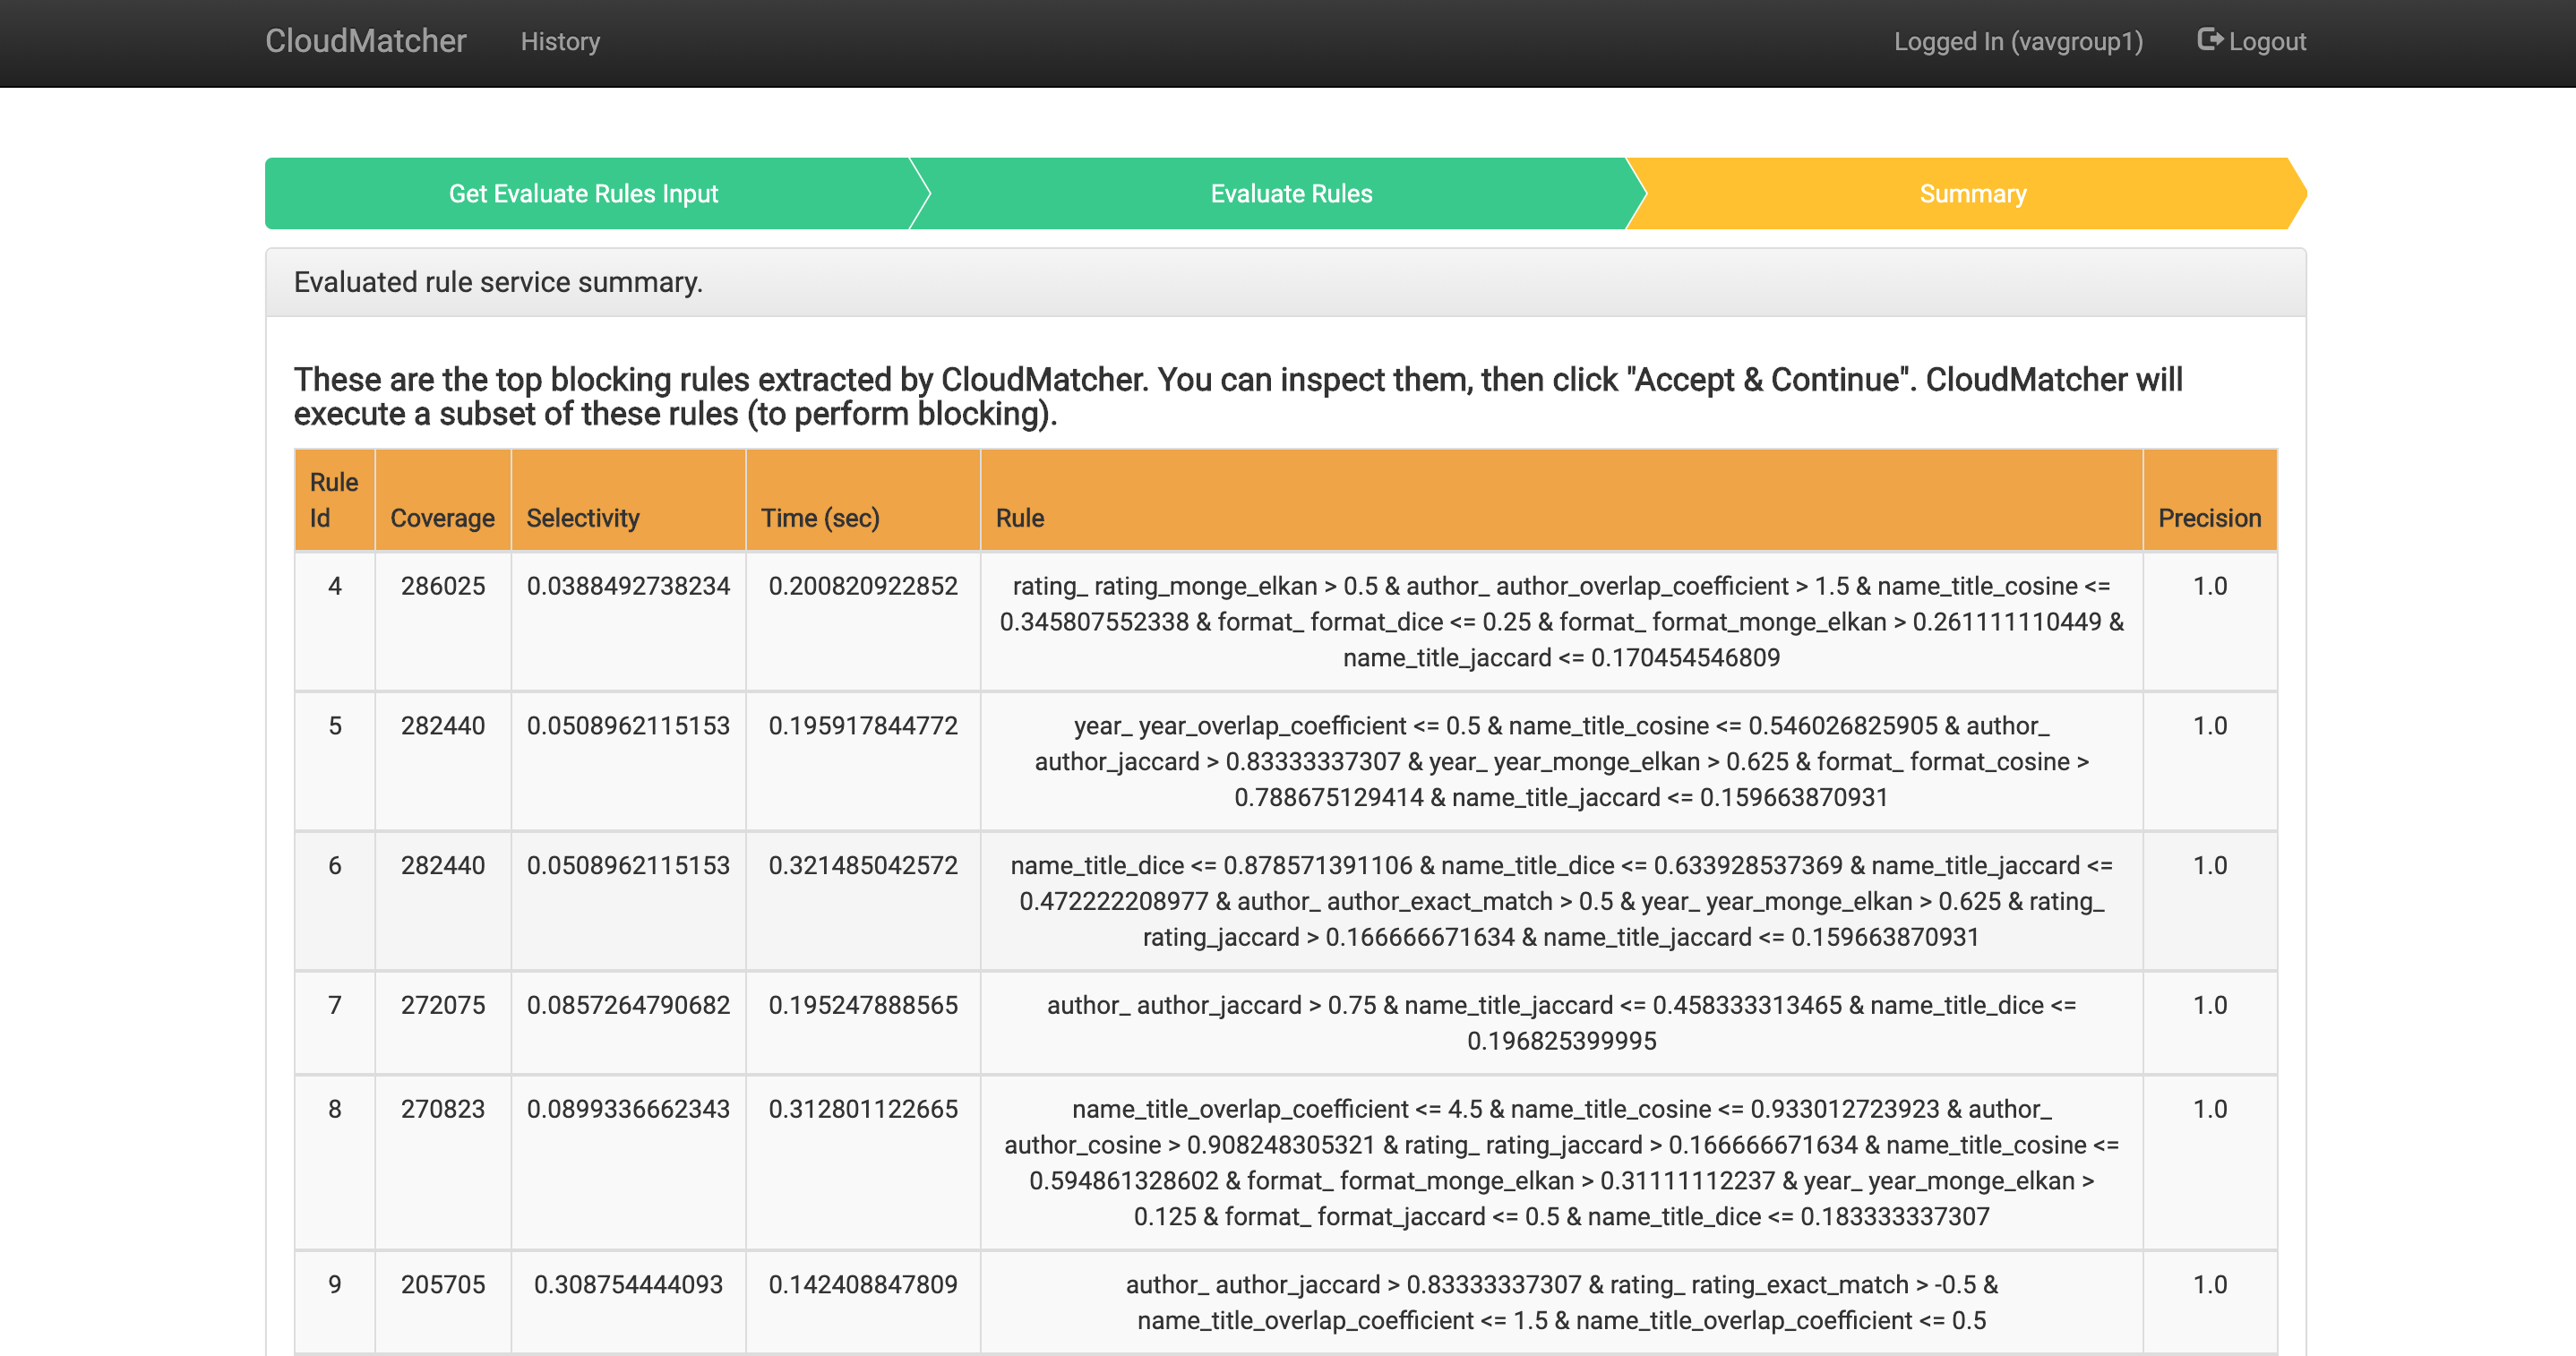 CloudMatcher History Logged In (vavgroup1) Logout
Get Evaluate Rules Input Evaluate Rules Summary
Evaluated rule service summary.
These are the top blocking rules extracted by CloudMatcher. You can inspect them, then click "Accept & Continue". CloudMatcher will
execute a subset of these rules (to perform blocking).
Rule
Id Coverage Selectivity Time (sec) Rule Precision
4 286025 0.0388492738234 0.200820922852 rating_ rating_monge_elkan > 0.5 & author_ author_overlap_coefficient > 1.5 & name_title_cosine <= 1.0
0.345807552338 & format_ format_dice <= 0.25 & format_ format_monge_elkan > 0.261111110449 &
name_title_jaccard <= 0.170454546809
5 282440 0.0508962115153 0.195917844772 year_ year_overlap_coefficient <= 0.5 & name_title_cosine <= 0.546026825905 & author_ 1.0
author_jaccard > 0.83333337307 & year_ year_monge_elkan > 0.625 & format_ format_cosine >
0.788675129414 & name_title_jaccard <= 0.159663870931
6 282440 0.0508962115153 0.321485042572 name_title_dice <= 0.878571391106 & name_title_dice <= 0.633928537369 & name_title_jaccard <= 1.0
0.472222208977 & author_ author_exact_match > 0.5 & year_ year_monge_elkan > 0.625 & rating_
rating_jaccard > 0.166666671634 & name_title_jaccard <= 0.159663870931
7 272075 0.0857264790682 0.195247888565 author_ author_jaccard > 0.75 & name_title_jaccard <= 0.458333313465 & name_title_dice <= 1.0
0.196825399995
8 270823 0.0899336662343 0.312801122665 name_title_overlap_coefficient <= 4.5 & name_title_cosine <= 0.933012723923 & author_ 1.0
author_cosine > 0.908248305321 & rating_ rating_jaccard > 0.166666671634 & name_title_cosine <=
0.594861328602 & format_ format_monge_elkan > 0.31111112237 & year_ year_monge_elkan >
0.125 & format_ format_jaccard <= 0.5 & name_title_dice <= 0.183333337307
9 205705 0.308754444093 0.142408847809 author_ author_jaccard > 0.83333337307 & rating_ rating_exact_match > -0.5 & 1.0
name_title_overlap_coefficient <= 1.5 & name_title_overlap_coefficient <= 0.5